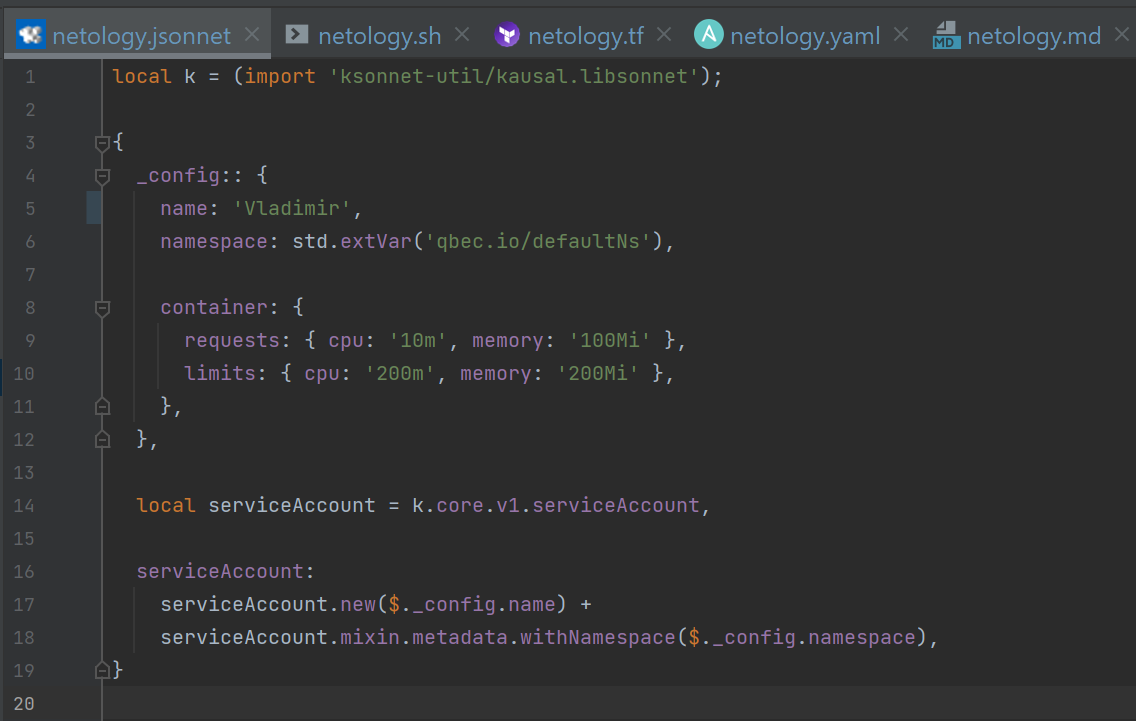 netology.jsonnet netology.sh netology.tf netology.yaml MD netology.md
1 local k = (import 'ksonnet-util/kausal.libsonnet');
2
3 {
4   _config:: {
5     name: 'Vladimir',
6     namespace: std.extVar('qbec.io/defaultNs'),
7
8     container: {
9       requests: { cpu: '10m', memory: '100Mi' },
10       limits: { cpu: '200m', memory: '200Mi' },
11     },
12   },
13
14   local serviceAccount = k.core.v1.serviceAccount,
15
16   serviceAccount:
17     serviceAccount.new($._config.name) +
18     serviceAccount.mixin.metadata.withNamespace($._config.namespace),
19 }
20